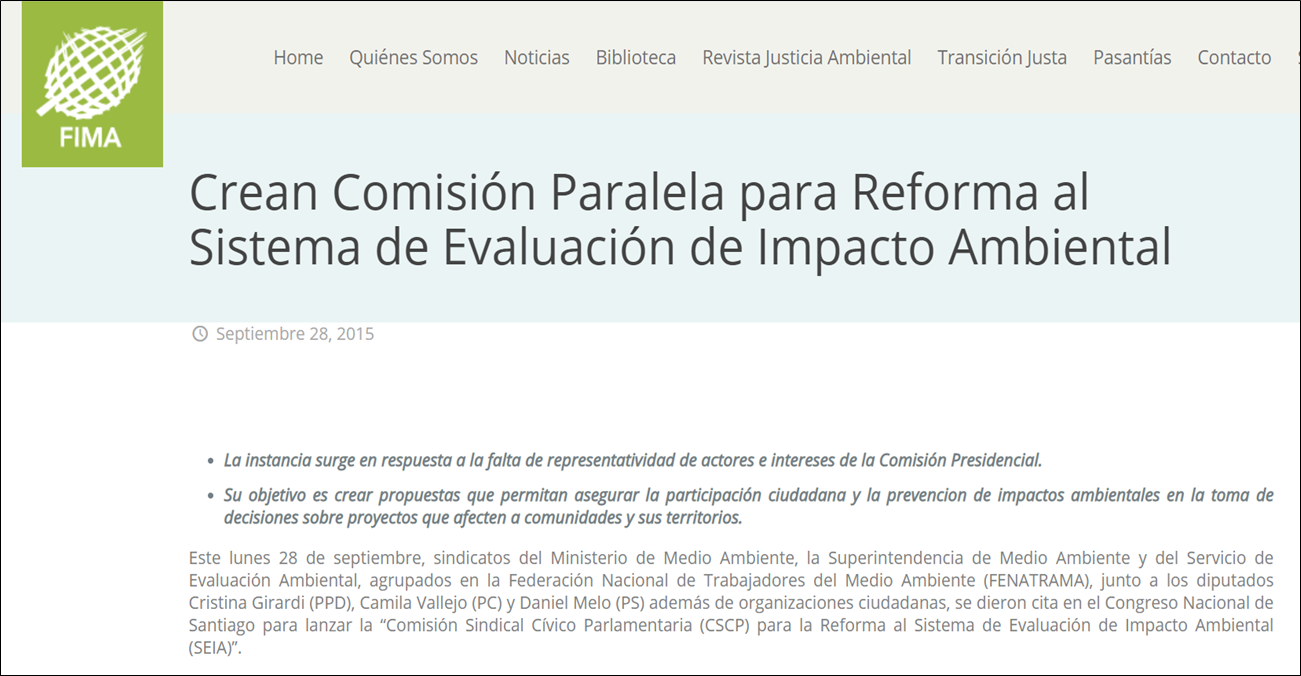 FIMA
Home Quiénes Somos Noticias Biblioteca Revista Justicia Ambiental Transición Justa Pasantías Contacto
Crean Comisión Paralela para Reforma al
Sistema de Evaluación de Impacto Ambiental
Septiembre 28, 2015
• La instancia surge en respuesta a la falta de representatividad de actores e intereses de la Comisión Presidencial.
• Su objetivo es crear propuestas que permitan asegurar la participación ciudadana y la prevencion de impactos ambientales en la toma de
decisiones sobre proyectos que afecten a comunidades y sus territorios.
Este lunes 28 de septiembre, sindicatos del Ministerio de Medio Ambiente, la Superintendencia de Medio Ambiente y del Servicio de
Evaluación Ambiental, agrupados en la Federación Nacional de Trabajadores del Medio Ambiente (FENATRAMA), junto a los diputados
Cristina Girardi (PPD), Camila Vallejo (PC) y Daniel Melo (PS) además de organizaciones ciudadanas, se dieron cita en el Congreso Nacional de
Santiago para lanzar la “Comisión Sindical Cívico Parlamentaria (CSCP) para la Reforma al Sistema de Evaluación de Impacto Ambiental
(SEIA)”.